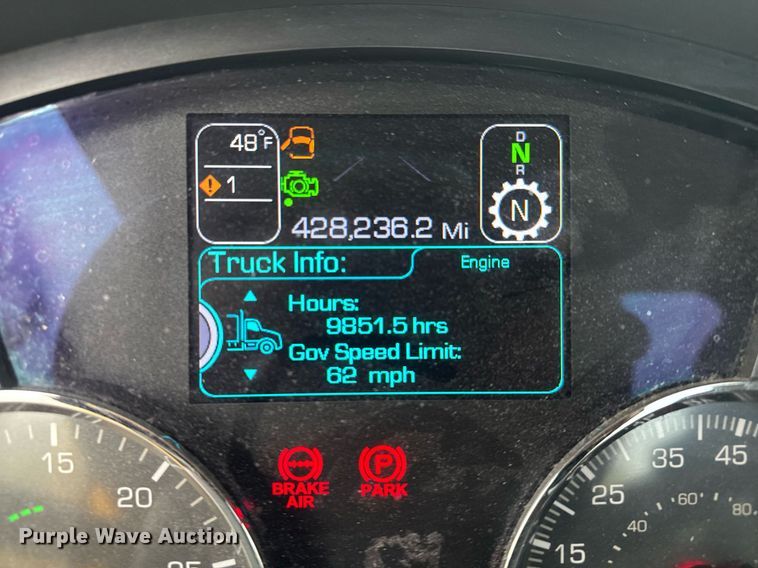 48°F
1
D
N
R
N
428,236.2 Mi
Truck Info:
Engine
Hours:
9851.5 hrs
Gov Speed Limit:
62 mph
BRAKE
AIR
P
PARK
15
20
25
15
25
35
45
40
60
80
Purple Wave Auction